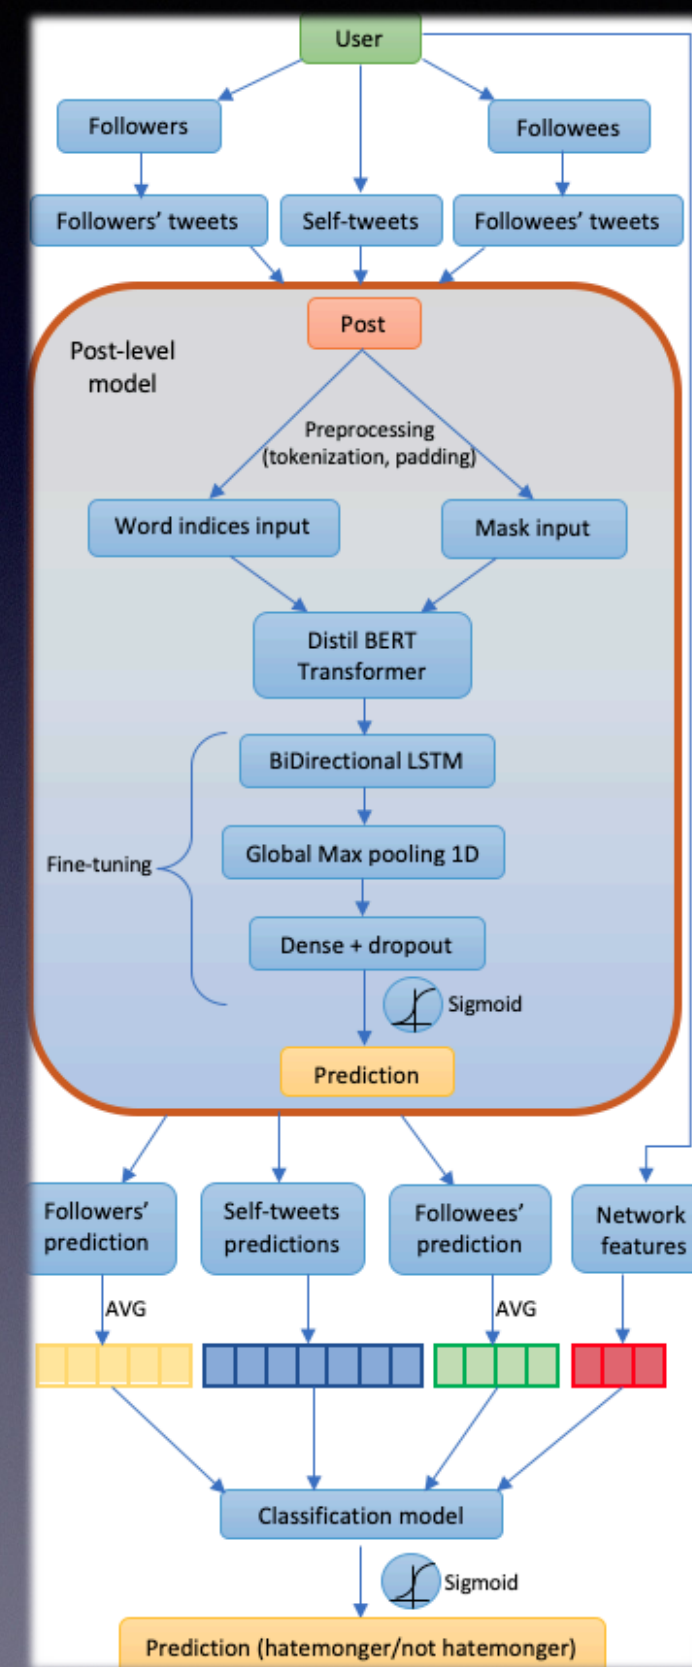 User
Followers
Followees
Followers’ tweets
Self-tweets
Followees’ tweets
Post-level
model
Post
Preprocessing
(tokenization, padding)
Word indices input
Mask input
Distil BERT
Transformer
Fine-tuning
BiDirectional LSTM
Global Max pooling 1D
Dense + dropout
Sigmoid
Prediction
Followers’
prediction
Self-tweets
predictions
Followees’
prediction
Network
features
AVG
AVG
Classification model
Sigmoid
Prediction (hatemonger/not hatemonger)